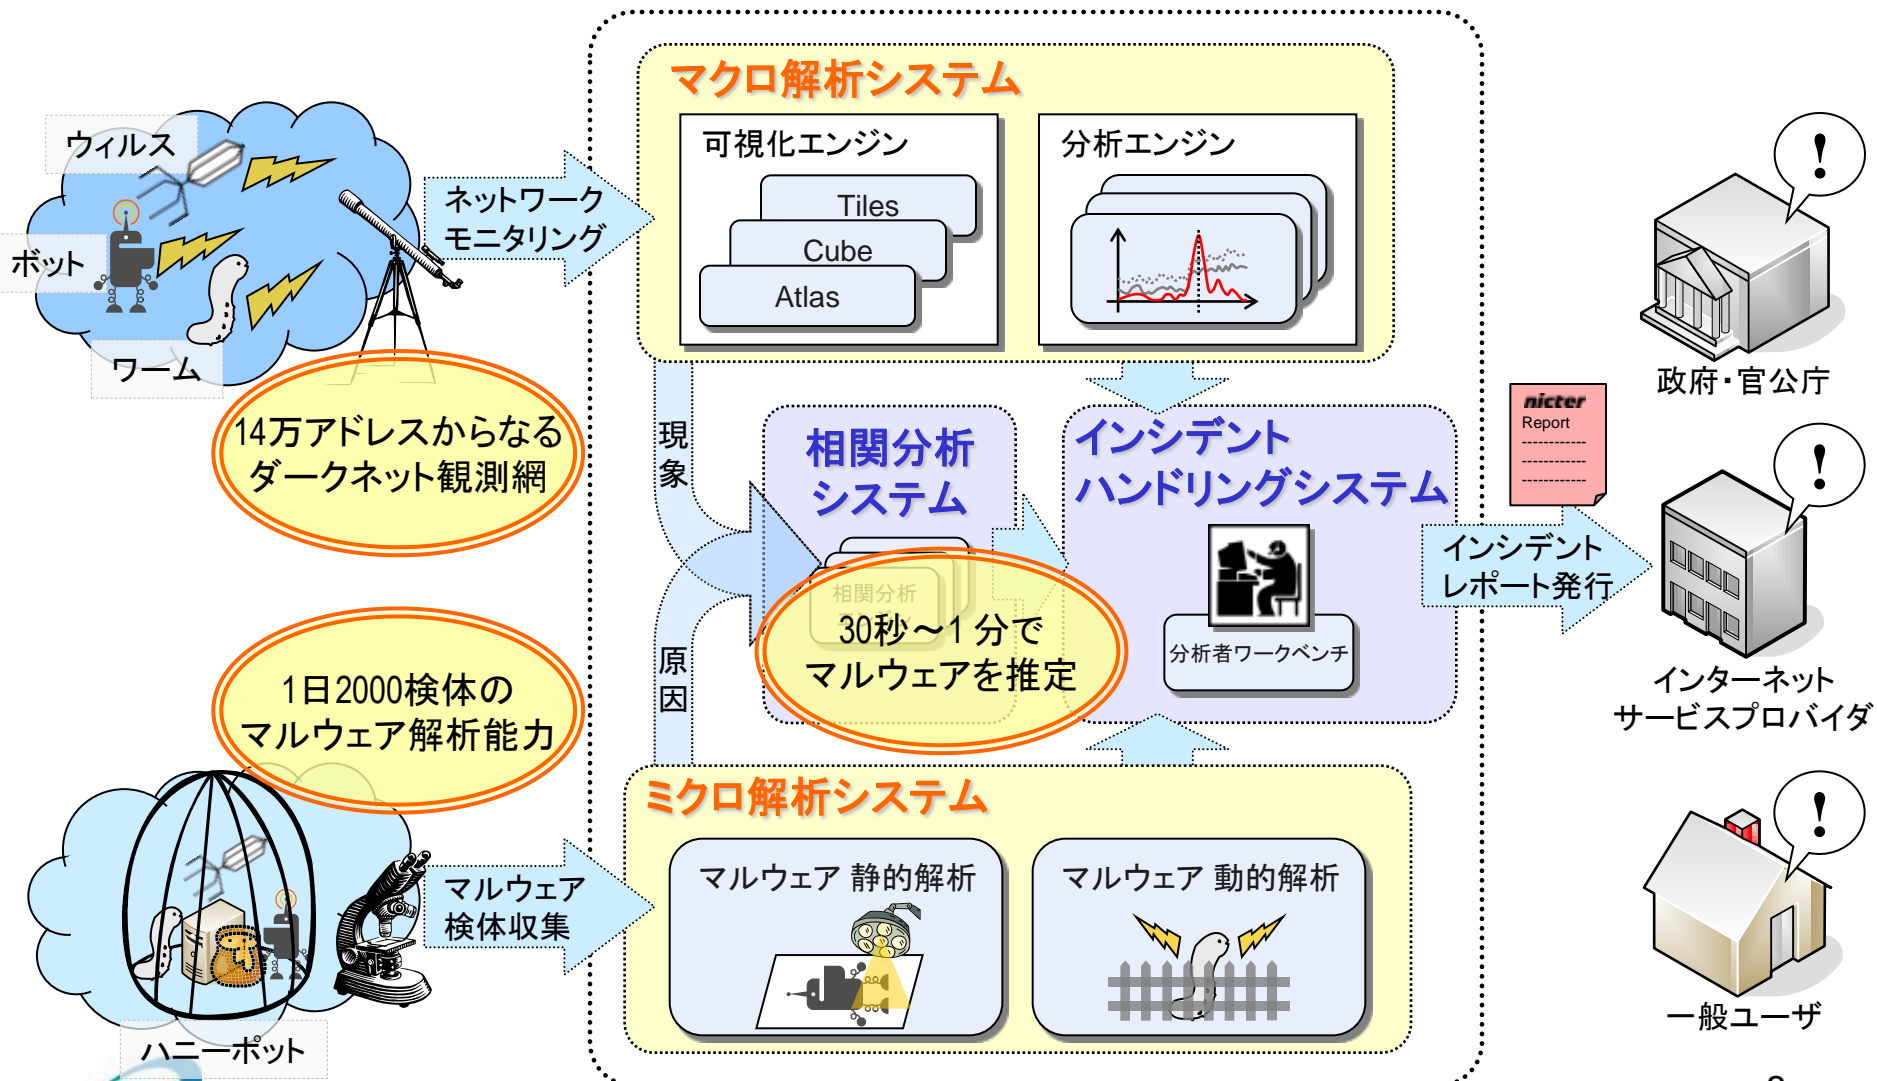 マクロ解析システム
可視化エンジン
Tiles
Cube
Atlas
分析エンジン
ウィルス
ボット
ワーム
ネットワーク
モニタリング
14万アドレスからなる
ダークネット観測網
現象
相関分析
システム
相関分析
30秒～1分で
マルウェアを推定
インシデント
ハンドリングシステム
分析者ワークベンチ
原因
1日2000検体の
マルウェア解析能力
ミクロ解析システム
マルウェア 静的解析
マルウェア 動的解析
マルウェア
検体収集
ハニーポット
nicter
Report
インシデント
レポート発行
!
政府・官公庁
!
インターネット
サービスプロバイダ
!
一般ユーザ